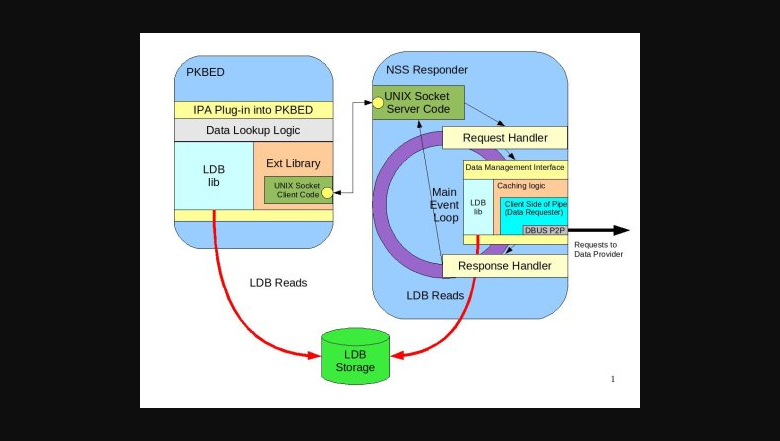 PKBED
IPA Plug-in into PKBED
Data Lookup Logic
LDB
lib
Ext Library
UNIX Socket
Client Code
LDB Reads
NSS Responder
UNIX Socket
Server Code
Request Handler
Data Management Interface
Caching logic
LDB
lib
Client Side of Pipe
(Data Requester)
DBUS P2P
Main
Event
Loop
Response Handler
Requests to
Data Provider
LDB Reads
LDB
Storage
1